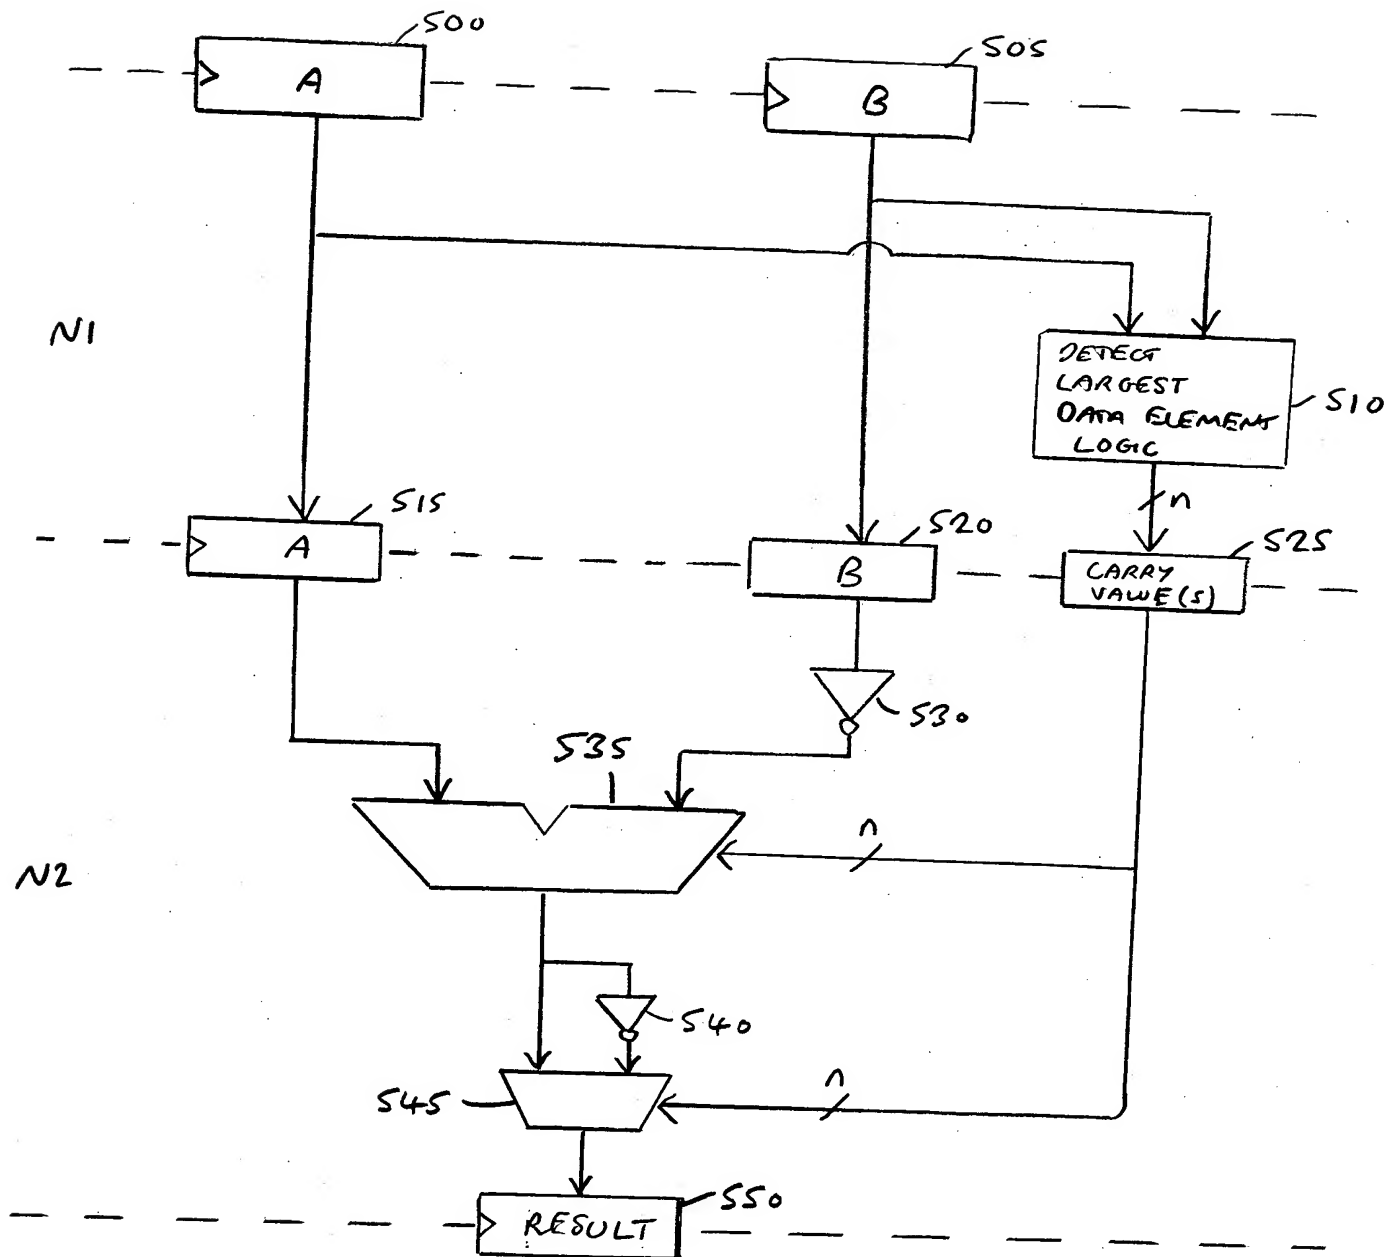 500
A
505
B
N1
DETECT
LARGEST
DATA ELEMENT
LOGIC
510
n
515
A
520
B
525
CARRY
VALUE(S)
530
535
n
N2
540
545
n
550
RESULT